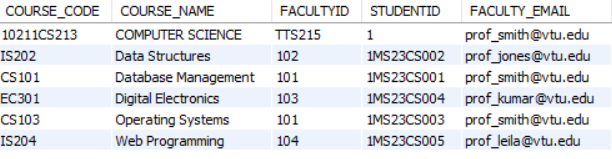 COURSE_CODE COURSE_NAME FACULTYID STUDENTID FACULTY_EMAIL
10211CS213 COMPUTER SCIENCE TTS215 1 prof_smith@vtu.edu
IS202 Data Structures 102 1MS23CS002 prof_jones@vtu.edu
CS101 Database Management 101 1MS23CS001 prof_smith@vtu.edu
EC301 Digital Electronics 103 1MS23CS004 prof_kumar@vtu.edu
CS103 Operating Systems 101 1MS23CS003 prof_smith@vtu.edu
IS204 Web Programming 104 1MS23CS005 prof_leila@vtu.edu